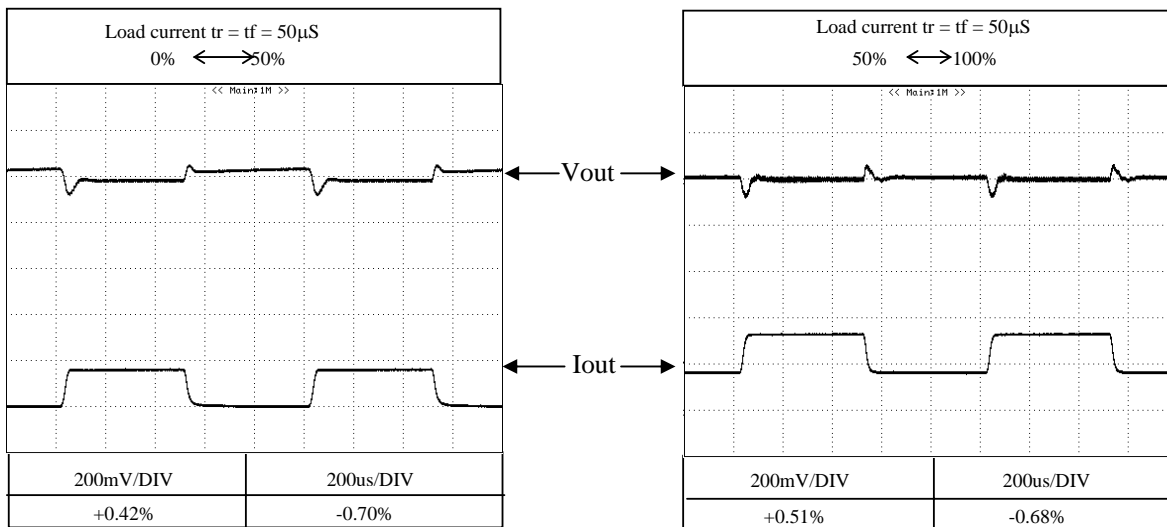 Load current tr = tf = 50μS
0% ⟷ 50%
<< Main:1M >>
200mV/DIV 200us/DIV
+0.42% -0.70%
Vout
Iout
Load current tr = tf = 50μS
50% ⟷ 100%
<< Main:1M >>
200mV/DIV 200us/DIV
+0.51% -0.68%